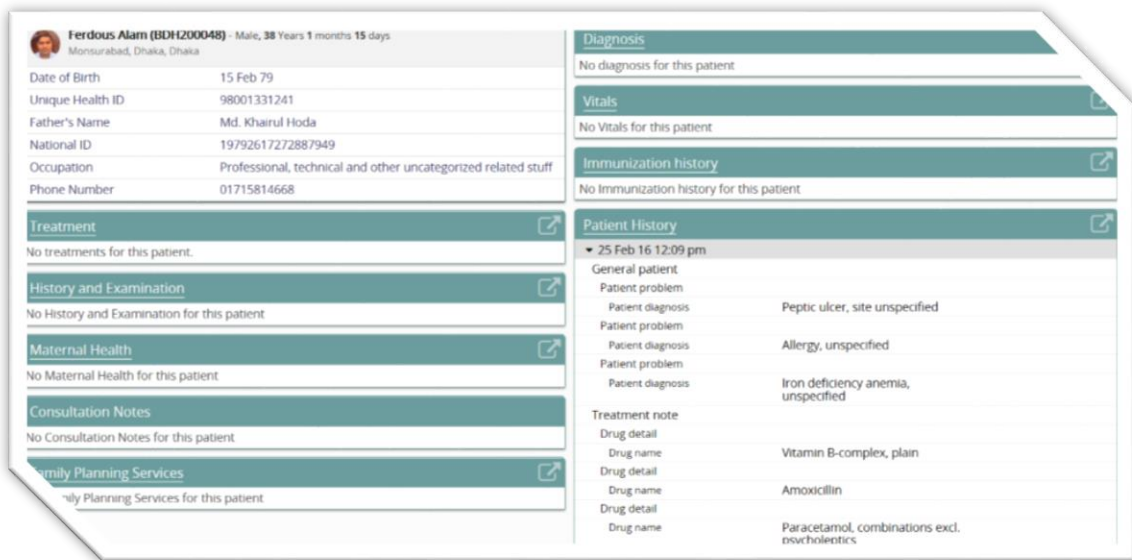 Ferdous Alam (BDH200048) - Male, 38 Years 1 months 15 days
Monsurabad, Dhaka, Dhaka
Date of Birth 15 Feb 79
Unique Health ID 98001331241
Father's Name Md. Khairul Hoda
National ID 19792617272887949
Occupation Professional, technical and other uncategorized related stuff
Phone Number 01715814668
Treatment
No treatments for this patient.
History and Examination
No History and Examination for this patient
Maternal Health
No Maternal Health for this patient
Consultation Notes
No Consultation Notes for this patient
Family Planning Services
Family Planning Services for this patient
Diagnosis
No diagnosis for this patient
Vitals
No Vitals for this patient
Immunization history
No Immunization history for this patient
Patient History
25 Feb 16 12:09 pm
General patient
Patient problem
Patient diagnosis Peptic ulcer, site unspecified
Patient problem
Patient diagnosis Allergy, unspecified
Patient problem
Patient diagnosis Iron deficiency anemia,
unspecified
Treatment note
Drug detail
Drug name Vitamin B-complex, plain
Drug detail
Drug name Amoxicillin
Drug detail
Drug name Paracetamol, combinations excl.
psycholeptics